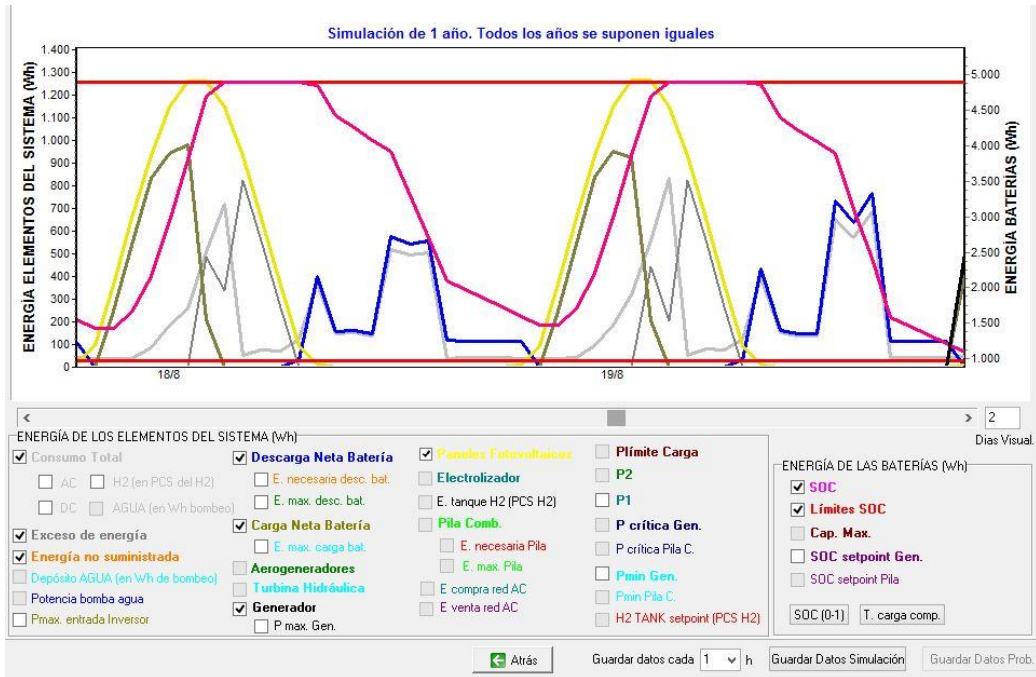 Simulación de 1 año. Todos los años se suponen iguales
ENERGÍA ELEMENTOS DEL SISTEMA (Wh)
1.400
1.300
1.200
1.100
1.000
900
800
700
600
500
400
300
200
100
0
18/8
19/8
5.000
4.500
4.000
3.500
3.000
2.500
2.000
1.500
1.000
ENERGÍA BATERÍAS (Wh)
2
Dias Visual.
ENERGÍA DE LOS ELEMENTOS DEL SISTEMA (Wh)
Consumo Total
AC
H2 (en PCS del H2)
DC
AGUA (en Wh bombeo)
Exceso de energía
Energía no suministrada
Depósito AGUA (en Wh de bombeo)
Potencia bomba agua
Pmax. entrada Inversor
Descarga Neta Batería
E. necesaria desc. bat.
E. max. desc. bat.
Carga Neta Batería
E. max. carga bat.
Aerogeneradores
Turbina Hidráulica
Generador
P max. Gen.
Paneles Fotovoltaicos
Electrolizador
E. tanque H2 (PCS H2)
Pila Comb.
E. necesaria Pila
E. max. Pila
E compra red AC
E venta red AC
Plímite Carga
P2
P1
P crítica Gen.
P crítica Pila C.
Pmin Gen.
Pmin Pila C.
H2 TANK setpoint (PCS H2)
ENERGÍA DE LAS BATERÍAS (Wh)
SOC
Límites SOC
Cap. Max.
SOC setpoint Gen.
SOC setpoint Pila
SOC (0-1)
T. carga comp.
Atrás
Guardar datos cada 1 h
Guardar Datos Simulación
Guardar Datos Prob.